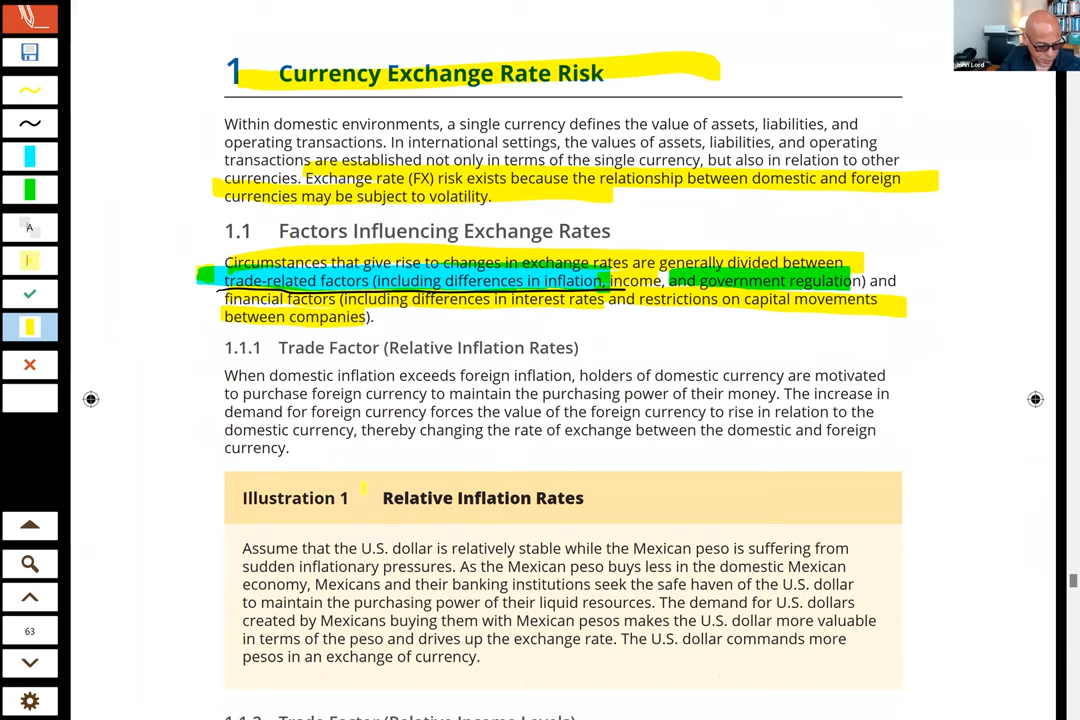 John Lord
1 Currency Exchange Rate Risk
Within domestic environments, a single currency defines the value of assets, liabilities, and
operating transactions. In international settings, the values of assets, liabilities, and operating
transactions are established not only in terms of the single currency, but also in relation to other
currencies. Exchange rate (FX) risk exists because the relationship between domestic and foreign
currencies may be subject to volatility.
1.1 Factors Influencing Exchange Rates
Circumstances that give rise to changes in exchange rates are generally divided between
trade-related factors (including differences in inflation, income, and government regulation) and
financial factors (including differences in interest rates and restrictions on capital movements
between companies).
1.1.1 Trade Factor (Relative Inflation Rates)
When domestic inflation exceeds foreign inflation, holders of domestic currency are motivated
to purchase foreign currency to maintain the purchasing power of their money. The increase in
demand for foreign currency forces the value of the foreign currency to rise in relation to the
domestic currency, thereby changing the rate of exchange between the domestic and foreign
currency.
Illustration 1 Relative Inflation Rates
Assume that the U.S. dollar is relatively stable while the Mexican peso is suffering from
sudden inflationary pressures. As the Mexican peso buys less in the domestic Mexican
economy, Mexicans and their banking institutions seek the safe haven of the U.S. dollar
to maintain the purchasing power of their liquid resources. The demand for U.S. dollars
created by Mexicans buying them with Mexican pesos makes the U.S. dollar more valuable
in terms of the peso and drives up the exchange rate. The U.S. dollar commands more
pesos in an exchange of currency.
1.1.2 Trade Factor (Relative Income Levels)
A
63